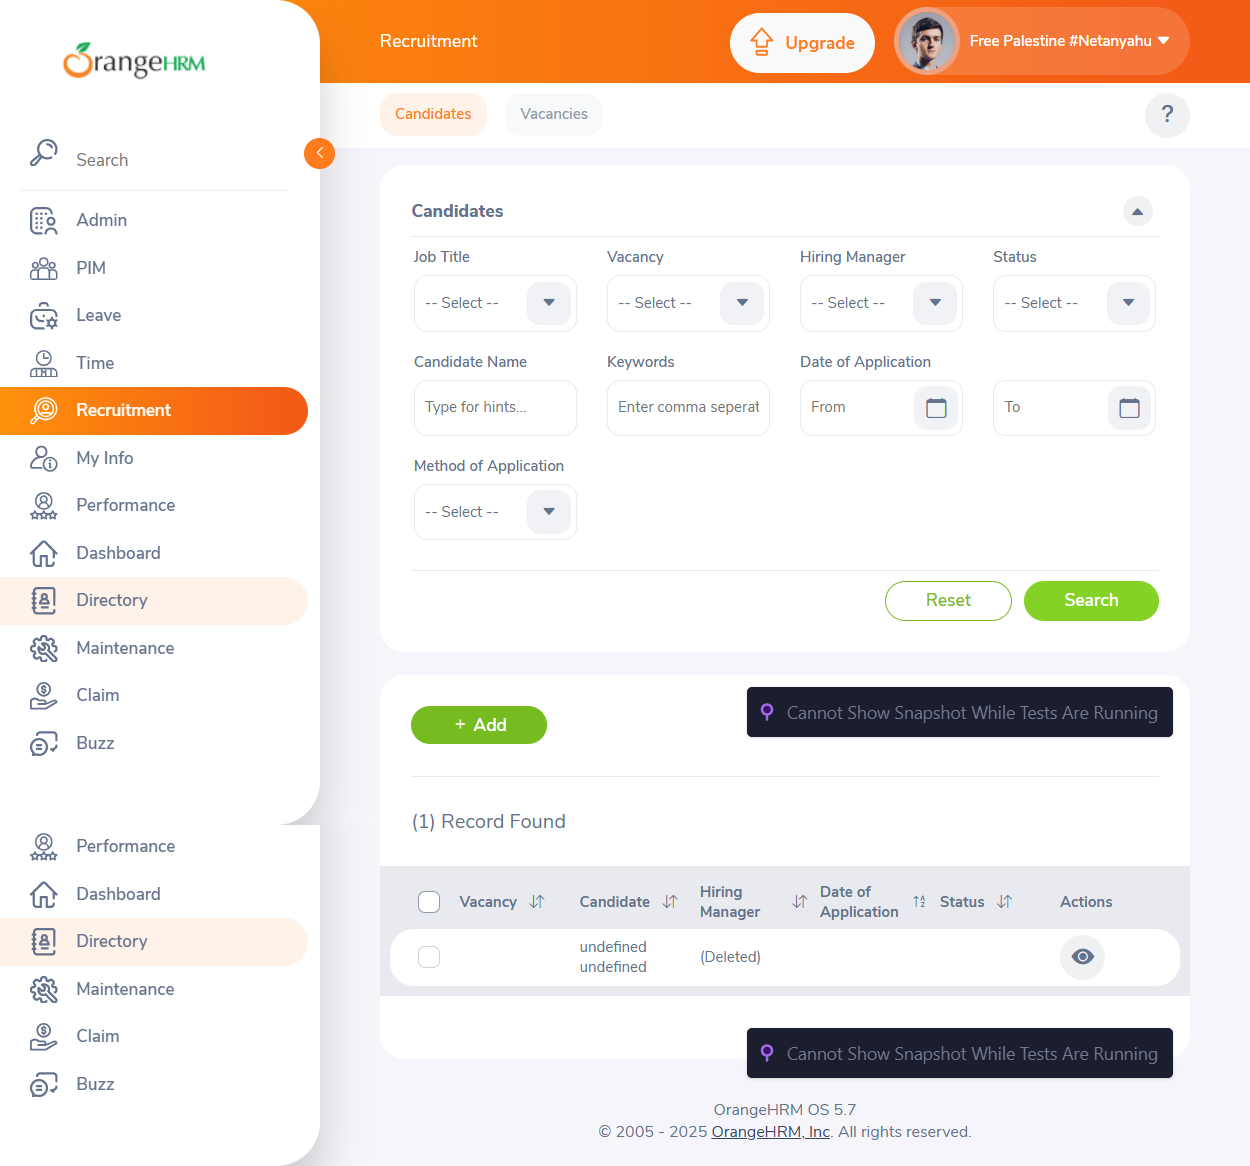 OrangeHRM
Recruitment
Upgrade
Free Palestine #Netanyahu
Candidates
Vacancies
?
Search
Admin
PIM
Leave
Time
Recruitment
My Info
Performance
Dashboard
Directory
Maintenance
Claim
Buzz
Performance
Dashboard
Directory
Maintenance
Claim
Buzz
Candidates
Job Title
Vacancy
Hiring Manager
Status
-- Select --
-- Select --
-- Select --
-- Select --
Candidate Name
Keywords
Date of Application
Type for hints...
Enter comma seperat
From
To
Method of Application
-- Select --
Reset
Search
+ Add
Cannot Show Snapshot While Tests Are Running
(1) Record Found
Vacancy
Candidate
Hiring
Manager
Date of
Application
Status
Actions
undefined
undefined
(Deleted)
Cannot Show Snapshot While Tests Are Running
OrangeHRM OS 5.7
© 2005 - 2025 OrangeHRM, Inc. All rights reserved.